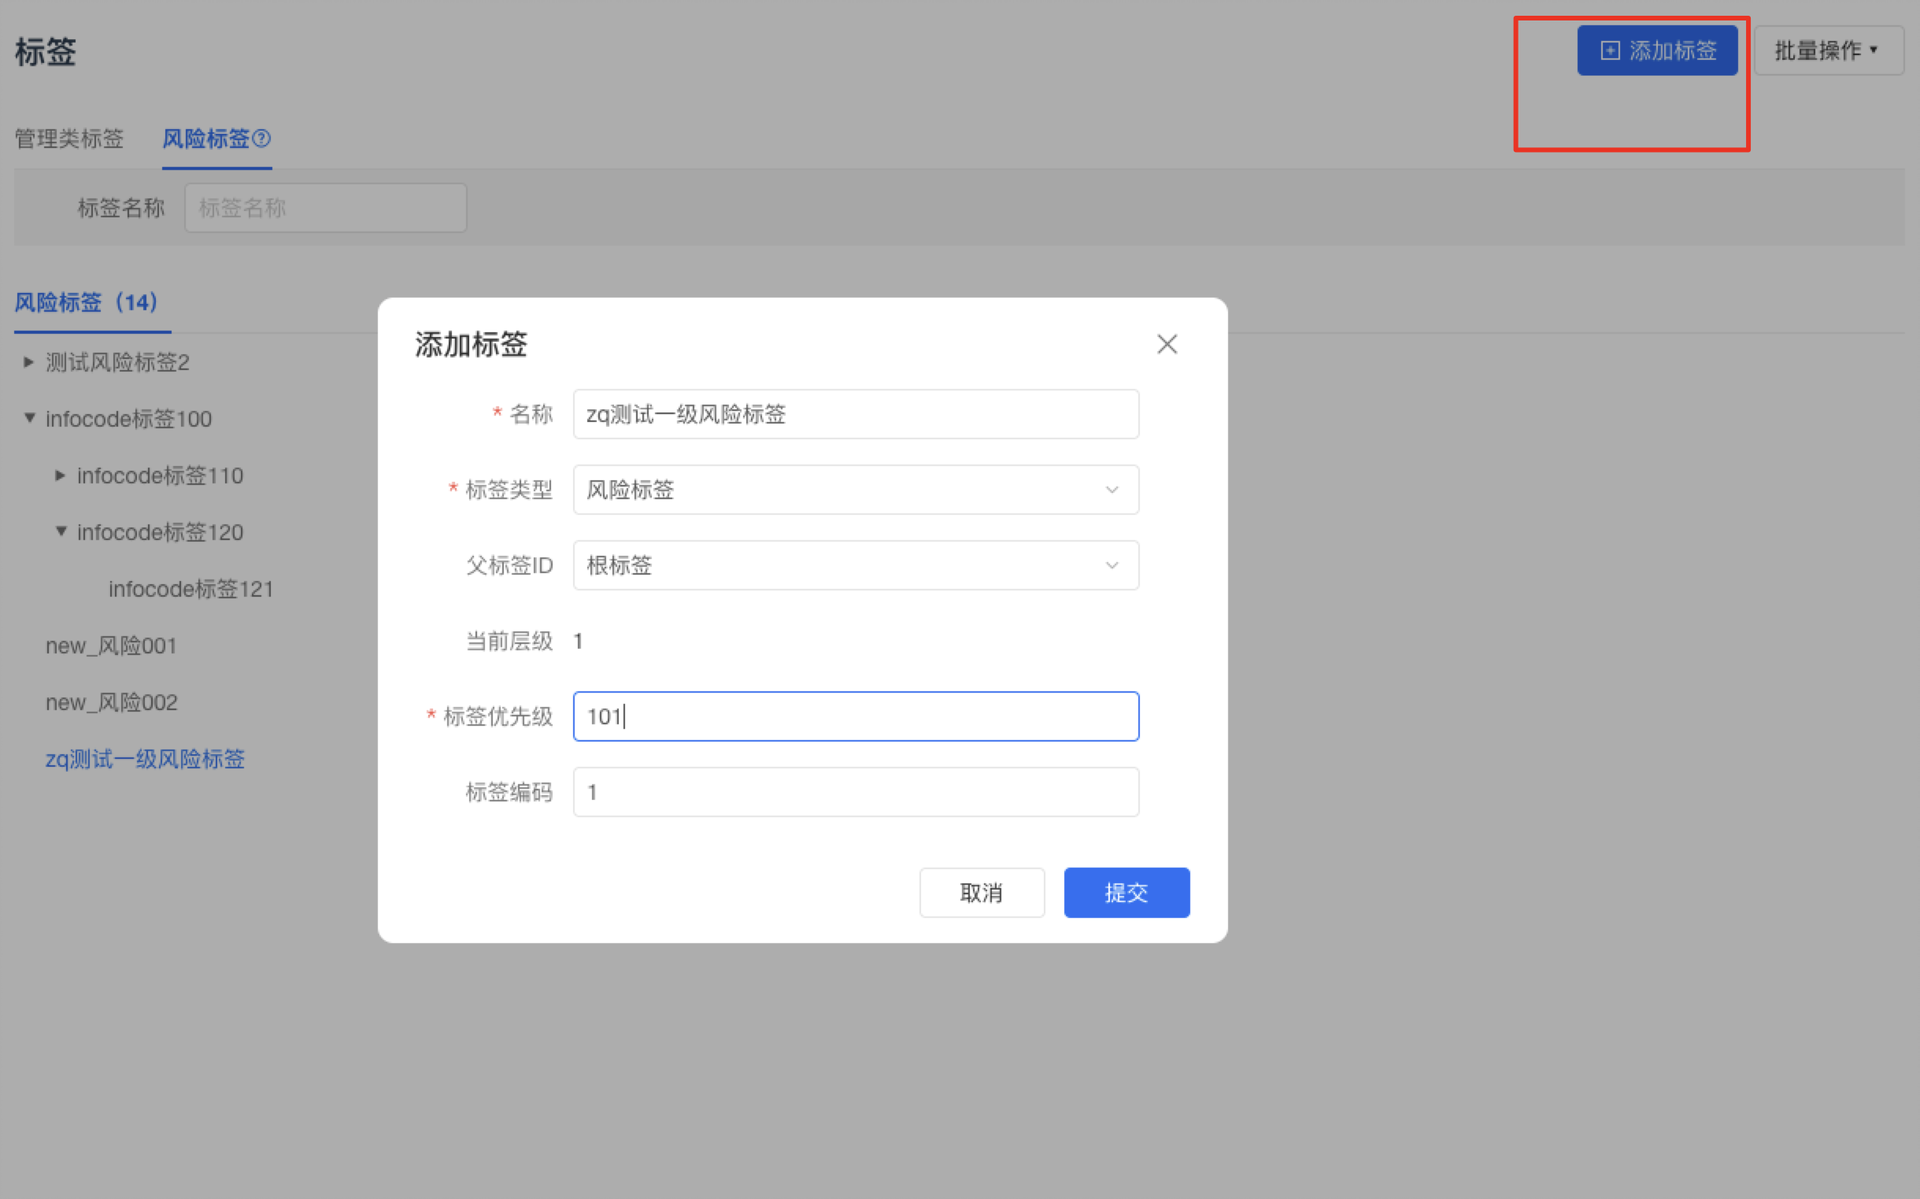 标签
添加标签
批量操作
管理类标签
风险标签
标签名称
标签名称
风险标签（14）
测试风险标签2
infocode标签100
infocode标签110
infocode标签120
infocode标签121
new_风险001
new_风险002
zq测试一级风险标签
添加标签
* 名称 zq测试一级风险标签
* 标签类型 风险标签
父标签ID 根标签
当前层级 1
* 标签优先级 101
标签编码 1
取消 提交